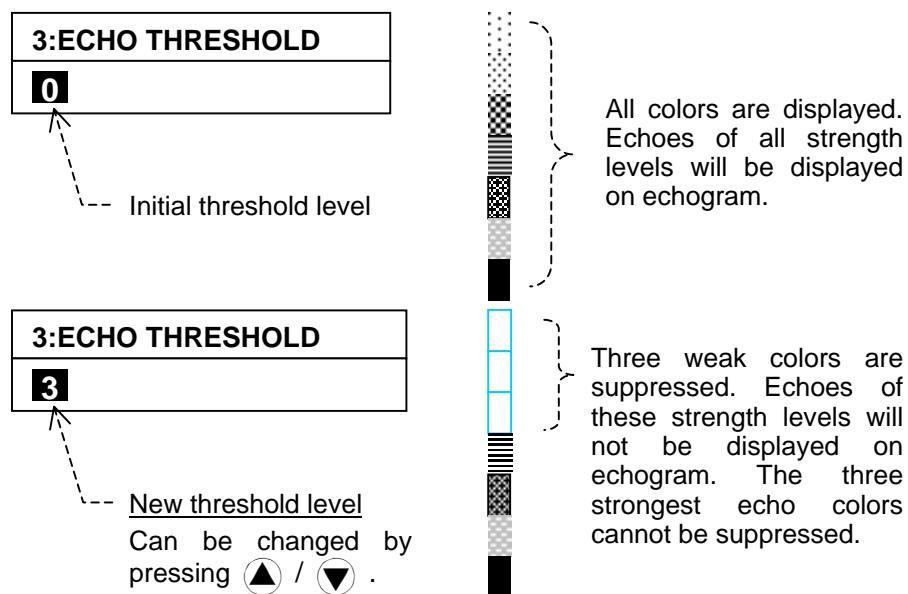 3:ECHO THRESHOLD
0
Initial threshold level
All colors are displayed.
Echoes of all strength
levels will be displayed
on echogram.
3:ECHO THRESHOLD
3
New threshold level
Can be changed by
pressing ▲ / ▼ .
Three weak colors are
suppressed. Echoes of
these strength levels will
not be displayed on
echogram. The three
strongest echo colors
cannot be suppressed.